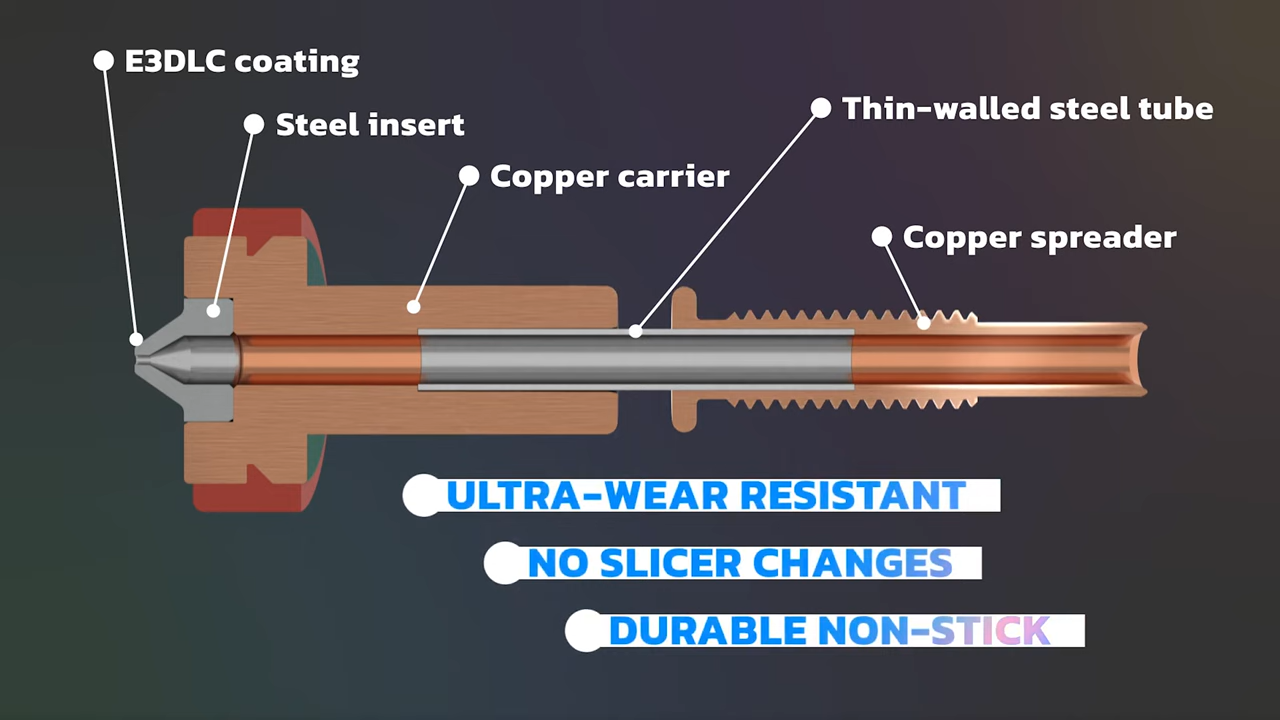 E3DLC coating
Steel insert
Thin-walled steel tube
Copper carrier
Copper spreader
ULTRA-WEAR RESISTANT
NO SLICER CHANGES
DURABLE NON-STICK